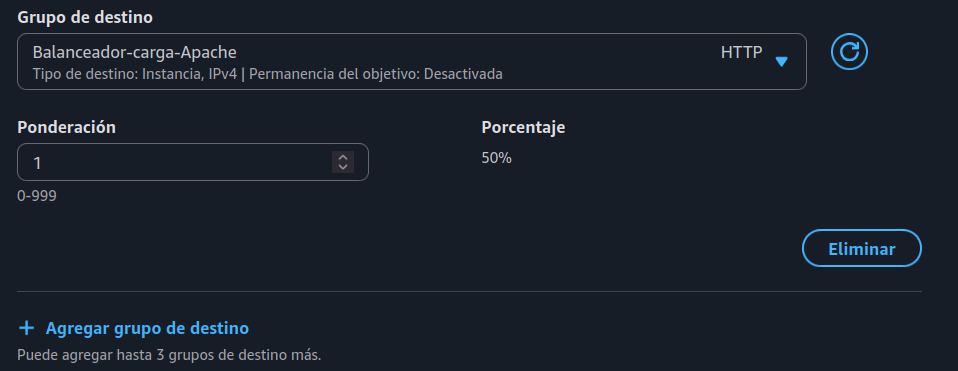 Grupo de destino
Balanceador-carga-Apache HTTP
Tipo de destino: Instancia, IPv4 | Permanencia del objetivo: Desactivada
Ponderación Porcentaje
1 50%
0-999
Eliminar
+ Agregar grupo de destino
Puede agregar hasta 3 grupos de destino más.